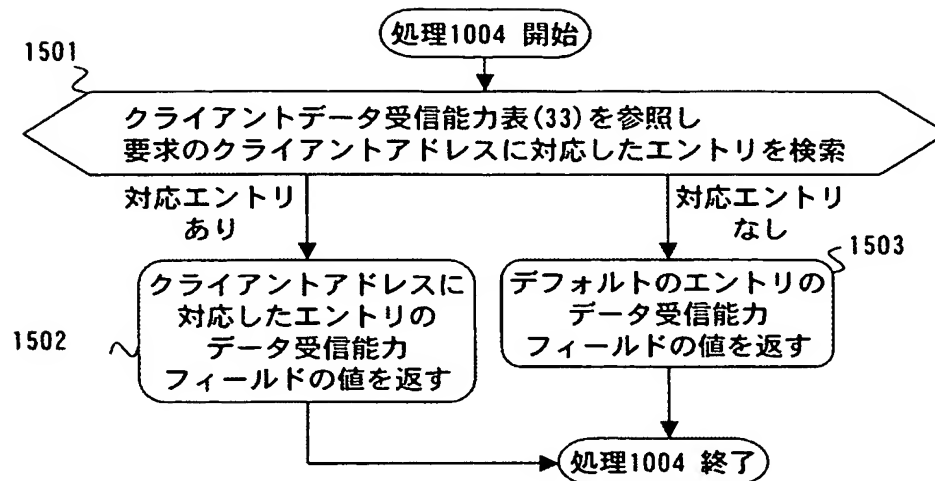 処理1004 開始
1501
クライアントデータ受信能力表(33)を参照し
要求のクライアントアドレスに対応したエントリを検索
対応エントリ
あり
対応エントリ
なし
1503
クライアントアドレスに
対応したエントリの
データ受信能力
フィールドの値を返す
1502
デフォルトのエントリの
データ受信能力
フィールドの値を返す
処理1004 終了